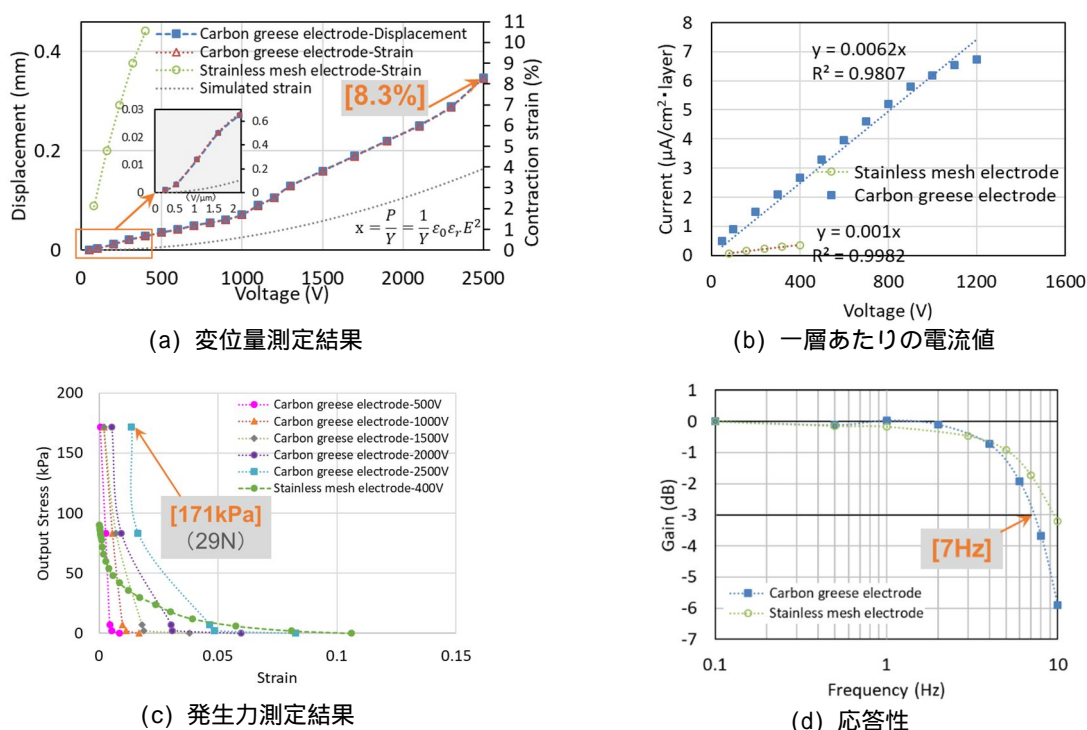 Displacement (mm)
0.4
0.2
0
Carbon greese electrode-Displacement
Carbon greese electrode-Strain
Strainless mesh electrode-Strain
Simulated strain
[8.3%]
0.03
0.02
0.01
0
0.6
0.4
0.2
0
0 0.5 1 (V/μm) 2
x = P/Y = 1/Y ε₀εᵣE²
11
10
9
8
7
6
5
4
3
2
1
0
Contraction strain (%)
0 500 1000 1500 2000 2500
Voltage (V)
(a) 変位量測定結果
Current (μA/cm²・layer)
8
7
6
5
4
3
2
1
0
y = 0.0062x
R² = 0.9807
Stainless mesh electrode
Carbon greese electrode
y = 0.001x
R² = 0.9982
0 400 800 1200 1600
Voltage (V)
(b) 一層あたりの電流値
Output Stress (kPa)
200
150
100
50
0
Carbon greese electrode-500V
Carbon greese electrode-1000V
Carbon greese electrode-1500V
Carbon greese electrode-2000V
Carbon greese electrode-2500V
Stainless mesh electrode-400V
[171kPa]
（29N）
0 0.05 0.1 0.15
Strain
(c) 発生力測定結果
Gain (dB)
1
0
-1
-2
-3
-4
-5
-6
-7
[7Hz]
Carbon greese electrode
Stainless mesh electrode
0.1 1 10
Frequency (Hz)
(d) 応答性